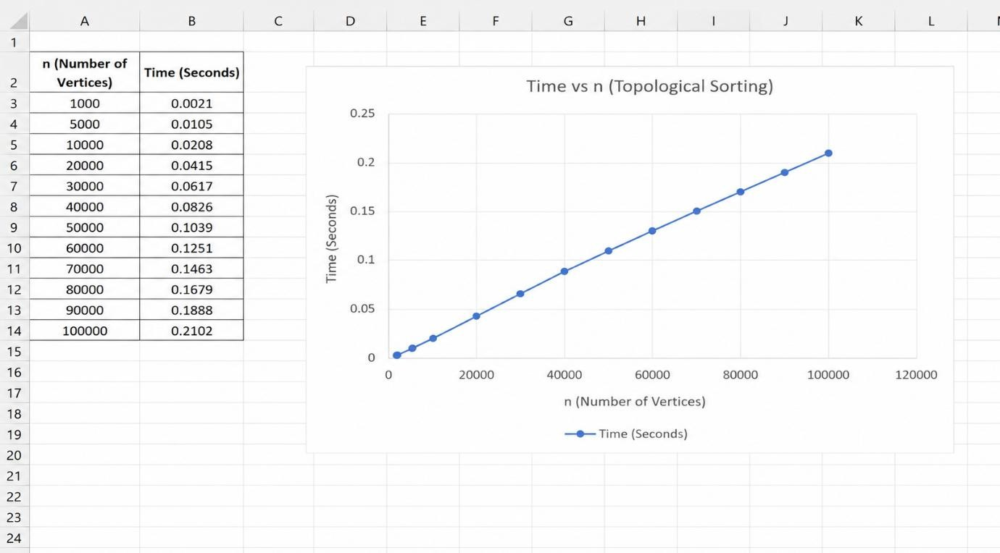 A B C D E F G H I J K L
1
2 n (Number of Vertices) Time (Seconds)
3 1000 0.0021
4 5000 0.0105
5 10000 0.0208
6 20000 0.0415
7 30000 0.0617
8 40000 0.0826
9 50000 0.1039
10 60000 0.1251
11 70000 0.1463
12 80000 0.1679
13 90000 0.1888
14 100000 0.2102
15
16
17
18
19
20
21
22
23
24
Time vs n (Topological Sorting)
Time (Seconds)
0.25
0.2
0.15
0.1
0.05
0
0 20000 40000 60000 80000 100000 120000
n (Number of Vertices)
Time (Seconds)